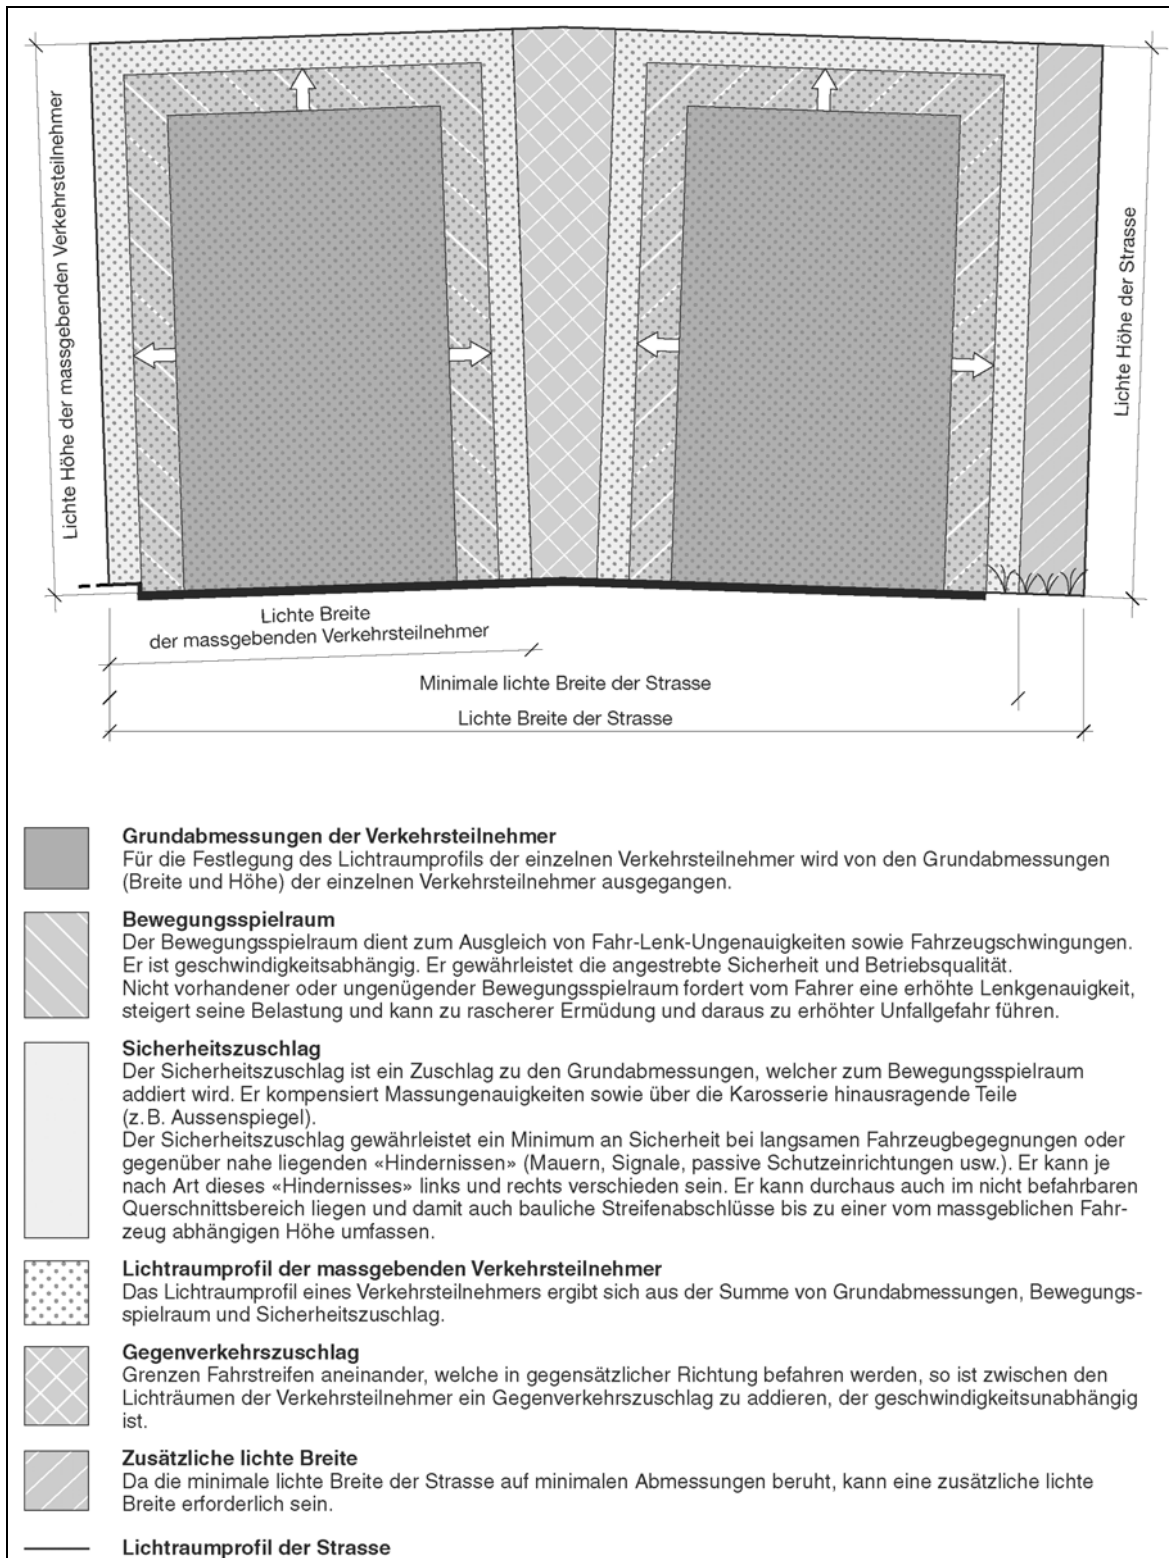 Lichte Höhe der massgebenden Verkehrsteilnehmer
Lichte Höhe der Strasse
Lichte Breite
der massgebenden Verkehrsteilnehmer
Minimale lichte Breite der Strasse
Lichte Breite der Strasse
Grundabmessungen der Verkehrsteilnehmer
Für die Festlegung des Lichtraumprofils der einzelnen Verkehrsteilnehmer wird von den Grundabmessungen
(Breite und Höhe) der einzelnen Verkehrsteilnehmer ausgegangen.
Bewegungsspielraum
Der Bewegungsspielraum dient zum Ausgleich von Fahr-Lenk-Ungenauigkeiten sowie Fahrzeugschwingungen.
Er ist geschwindigkeitsabhängig. Er gewährleistet die angestrebte Sicherheit und Betriebsqualität.
Nicht vorhandener oder ungenügender Bewegungsspielraum fordert vom Fahrer eine erhöhte Lenkgenauigkeit,
steigert seine Belastung und kann zu rascherer Ermüdung und daraus zu erhöhter Unfallgefahr führen.
Sicherheitszuschlag
Der Sicherheitszuschlag ist ein Zuschlag zu den Grundabmessungen, welcher zum Bewegungsspielraum
addiert wird. Er kompensiert Massungenauigkeiten sowie über die Karosserie hinausragende Teile
(z.B. Aussenspiegel).
Der Sicherheitszuschlag gewährleistet ein Minimum an Sicherheit bei langsamen Fahrzeugbegegnungen oder
gegenüber nahe liegenden «Hindernissen» (Mauern, Signale, passive Schutzeinrichtungen usw.). Er kann je
nach Art dieses «Hindernisses» links und rechts verschieden sein. Er kann durchaus auch im nicht befahrbaren
Querschnittsbereich liegen und damit auch bauliche Streifenabschlüsse bis zu einer vom massgeblichen Fahr-
zeug abhängigen Höhe umfassen.
Lichtraumprofil der massgebenden Verkehrsteilnehmer
Das Lichtraumprofil eines Verkehrsteilnehmers ergibt sich aus der Summe von Grundabmessungen, Bewegungs-
spielraum und Sicherheitszuschlag.
Gegenverkehrszuschlag
Grenzen Fahrstreifen aneinander, welche in gegensätzlicher Richtung befahren werden, so ist zwischen den
Lichträumen der Verkehrsteilnehmer ein Gegenverkehrszuschlag zu addieren, der geschwindigkeitsunabhängig
ist.
Zusätzliche lichte Breite
Da die minimale lichte Breite der Strasse auf minimalen Abmessungen beruht, kann eine zusätzliche lichte
Breite erforderlich sein.
Lichtraumprofil der Strasse